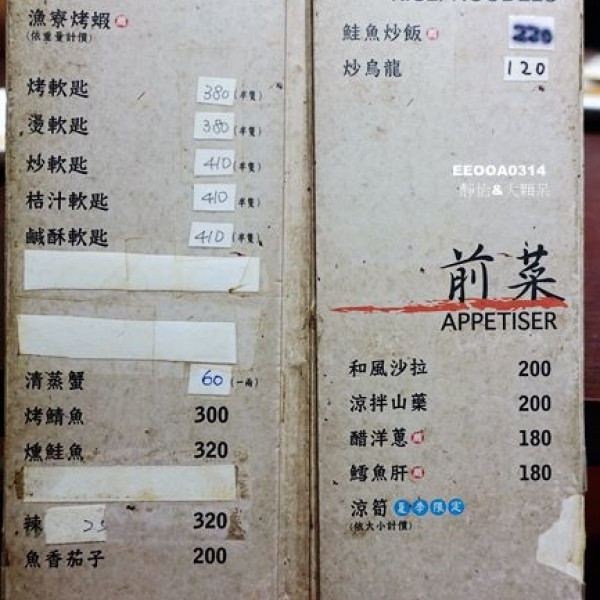 漁寮烤蝦
(依重量計價)
烤軟匙 380 (半隻)
燙軟匙 380 (半隻)
炒軟匙 410 (半隻)
桔汁軟匙 410 (半隻)
鹹酥軟匙 410 (半隻)
清蒸蟹 60 (一兩)
烤鯖魚 300
燻鮭魚 320
辣 320
魚香茄子 200
鮭魚炒飯 220
炒烏龍 120
EEOOA0314
前菜
APPETISER
和風沙拉 200
涼拌山藥 200
醋洋蔥 180
鱈魚肝 180
涼筍 夏季限定
(依大小計價)